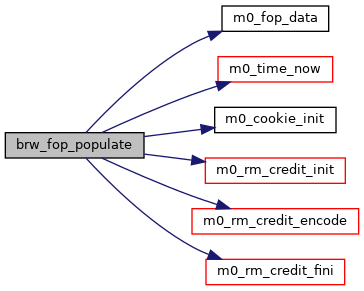 m0_fop_data
m0_time_now
brw_fop_populate
m0_cookie_init
m0_rm_credit_init
m0_rm_credit_encode
m0_rm_credit_fini